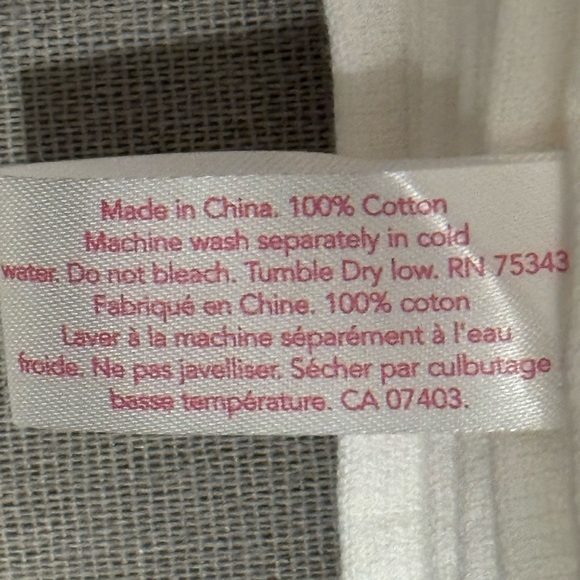 Made in China. 100% Cotton
Machine wash separately in cold
water. Do not bleach. Tumble Dry low. RN 75343
Fabriqué en Chine. 100% coton
Laver à la machine séparément à l'eau
froide. Ne pas javelliser. Sécher par culbutage
basse température. CA 07403.